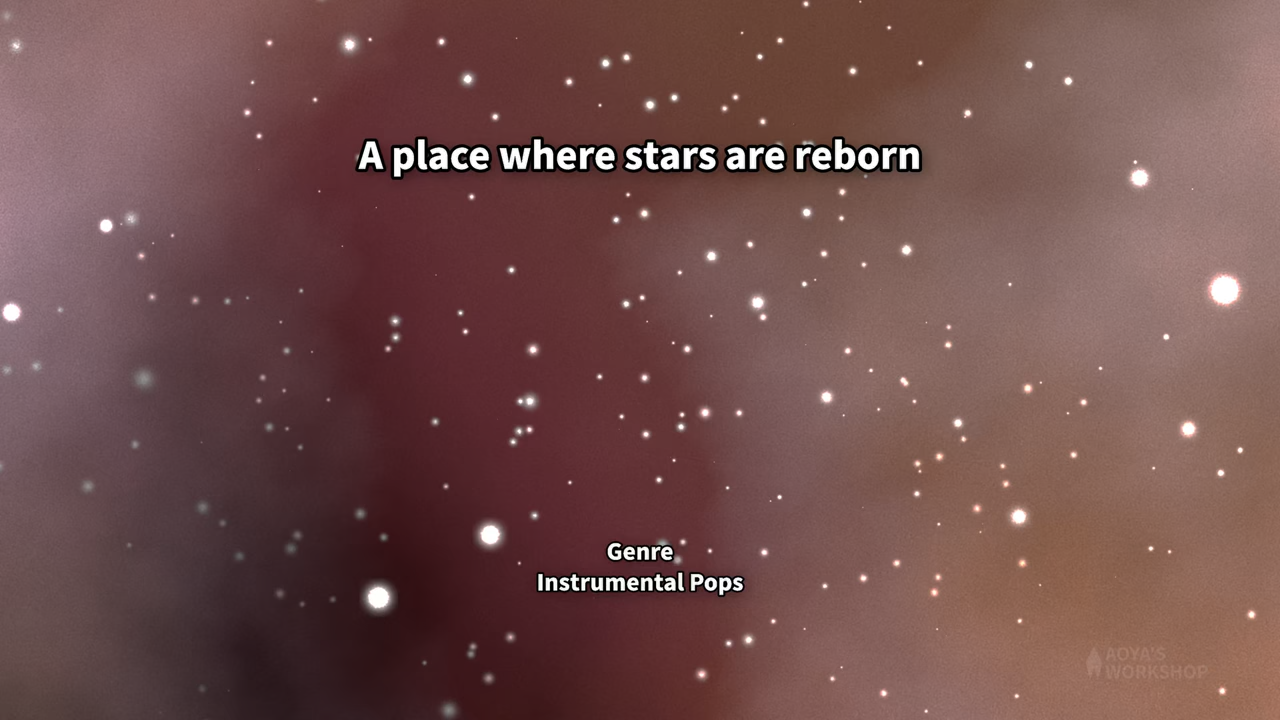 A place where stars are reborn
Genre
Instrumental Pops
AOYA'S
WORKSHOP